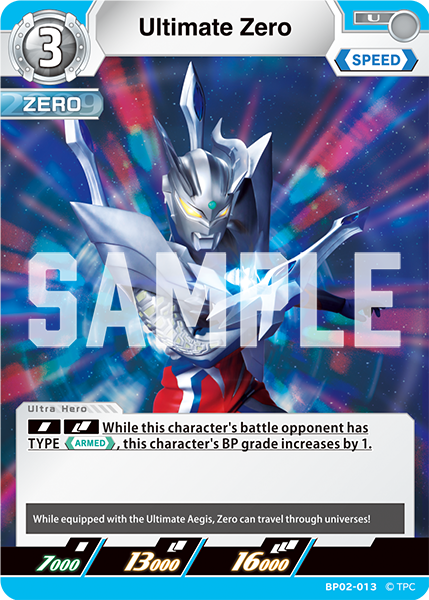 3
Ultimate Zero
U
SPEED
ZERO
2009
SAMPLE
Ultra Hero
While this character's battle opponent has
TYPE ARMED, this character's BP grade increases by 1.
While equipped with the Ultimate Aegis, Zero can travel through universes!
7000 13000 16000
BP02-013 © TPC